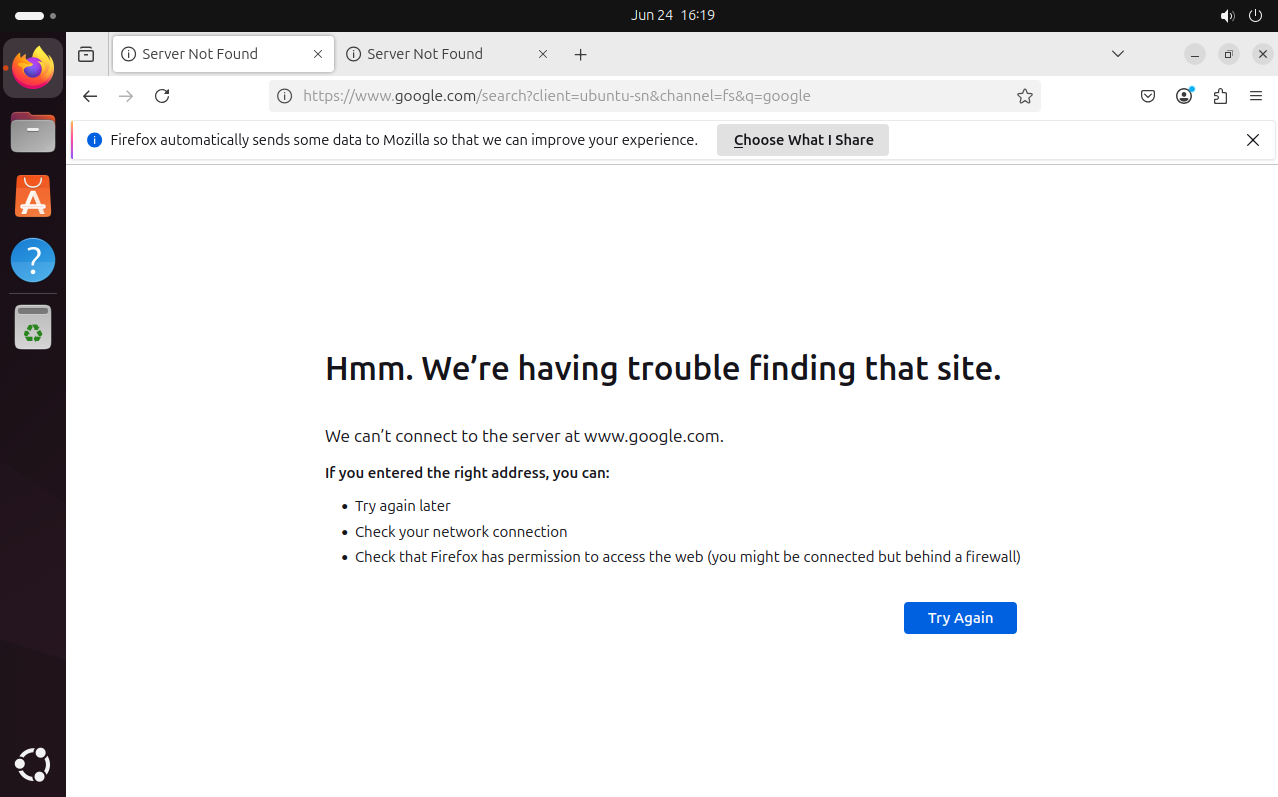 Jun 24 16:19
Server Not Found
Server Not Found
https://www.google.com/search?client=ubuntu-sn&channel=fs&q=google
Firefox automatically sends some data to Mozilla so that we can improve your experience.
Choose What I Share
Hmm. We’re having trouble finding that site.
We can’t connect to the server at www.google.com.
If you entered the right address, you can:
Try again later
Check your network connection
Check that Firefox has permission to access the web (you might be connected but behind a firewall)
Try Again